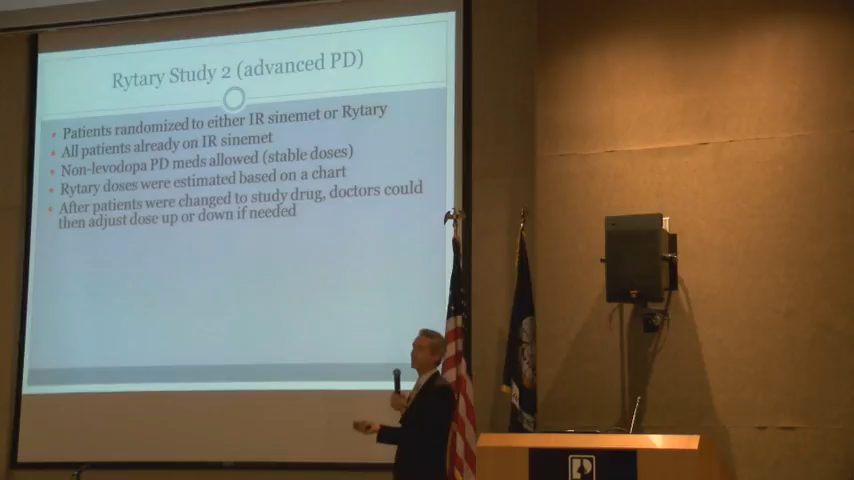 Rytary Study 2 (advanced PD)
Patients randomized to either IR sinemet or Rytary
All patients already on IR sinemet
Non-levodopa PD meds allowed (stable doses)
Rytary doses were estimated based on a chart
After patients were changed to study drug, doctors could
then adjust dose up or down if needed